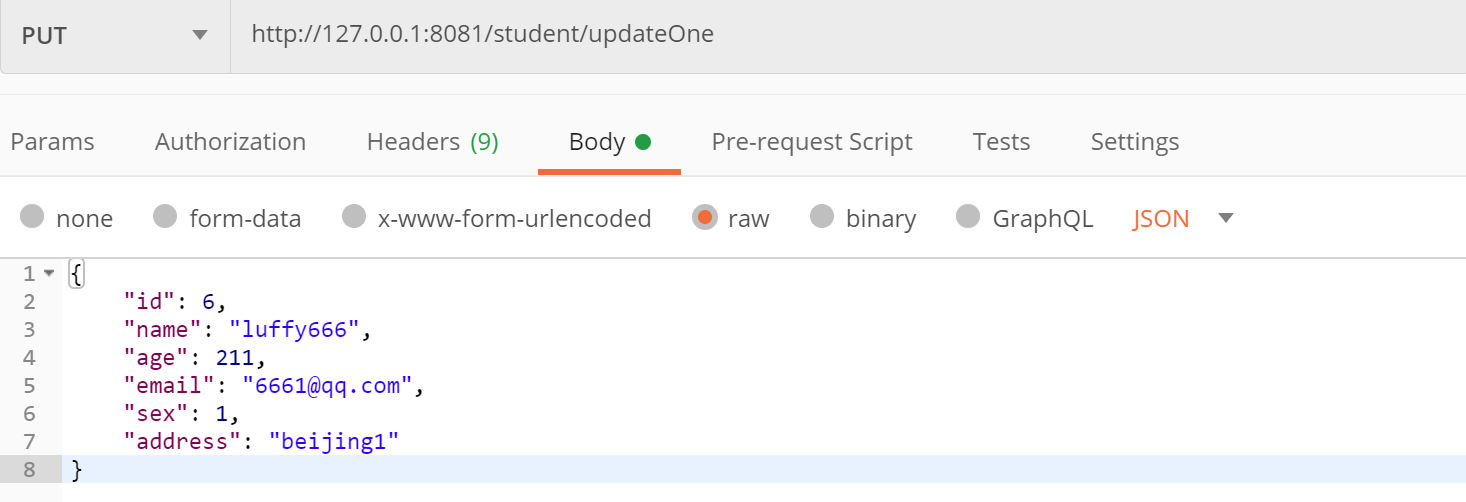 PUT http://127.0.0.1:8081/student/updateOne
Params Authorization Headers (9) Body Pre-request Script Tests Settings
none form-data x-www-form-urlencoded raw binary GraphQL JSON
1 {
2 "id": 6,
3 "name": "luffy666",
4 "age": 211,
5 "email": "6661@qq.com",
6 "sex": 1,
7 "address": "beijing1"
8 }